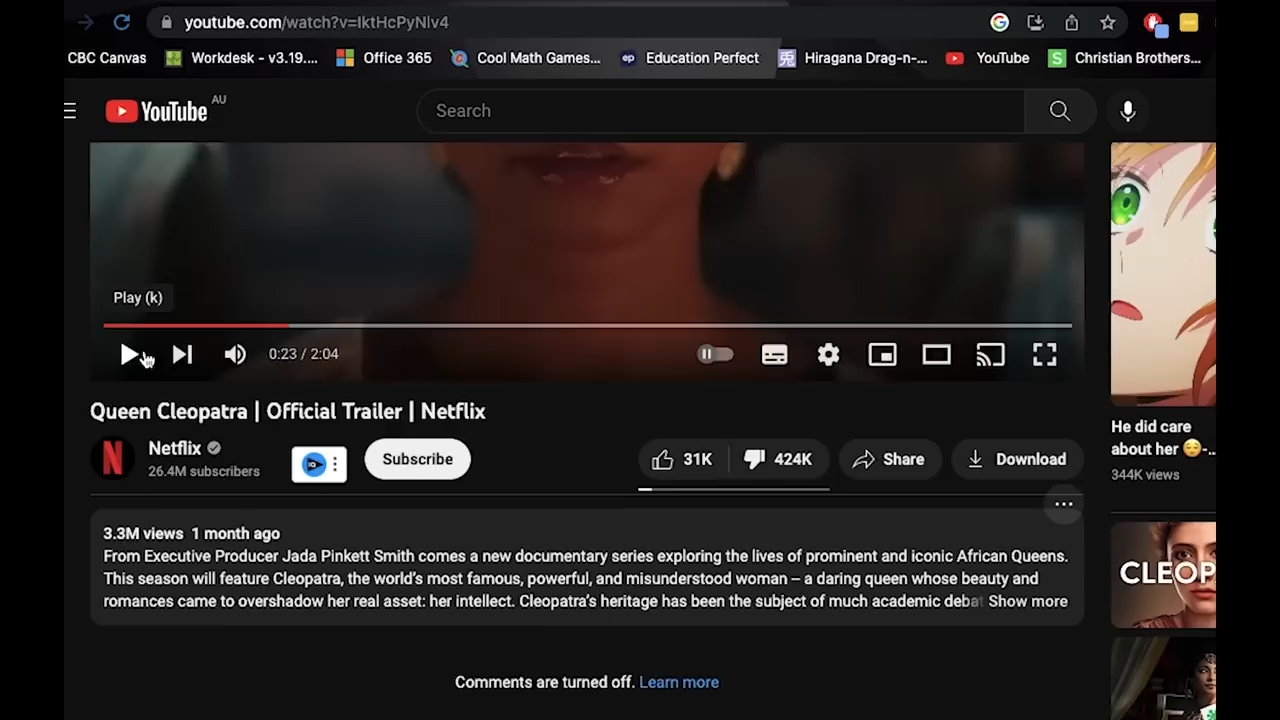 youtube.com/watch?v=IktHcPyNlv4
CBC Canvas
Workdesk - v3.19....
Office 365
Cool Math Games...
ep
Education Perfect
Hiragana Drag-n-...
YouTube
S
Christian Brothers...
YouTube AU
Search
Play (k)
0:23 / 2:04
Queen Cleopatra | Official Trailer | Netflix
N
Netflix
26.4M subscribers
Subscribe
31K
424K
Share
Download
3.3M views 1 month ago
From Executive Producer Jada Pinkett Smith comes a new documentary series exploring the lives of prominent and iconic African Queens.
This season will feature Cleopatra, the world's most famous, powerful, and misunderstood woman – a daring queen whose beauty and
romances came to overshadow her real asset: her intellect. Cleopatra's heritage has been the subject of much academic debat Show more
Comments are turned off. Learn more
He did care
about her 😌-...
344K views
CLEOP